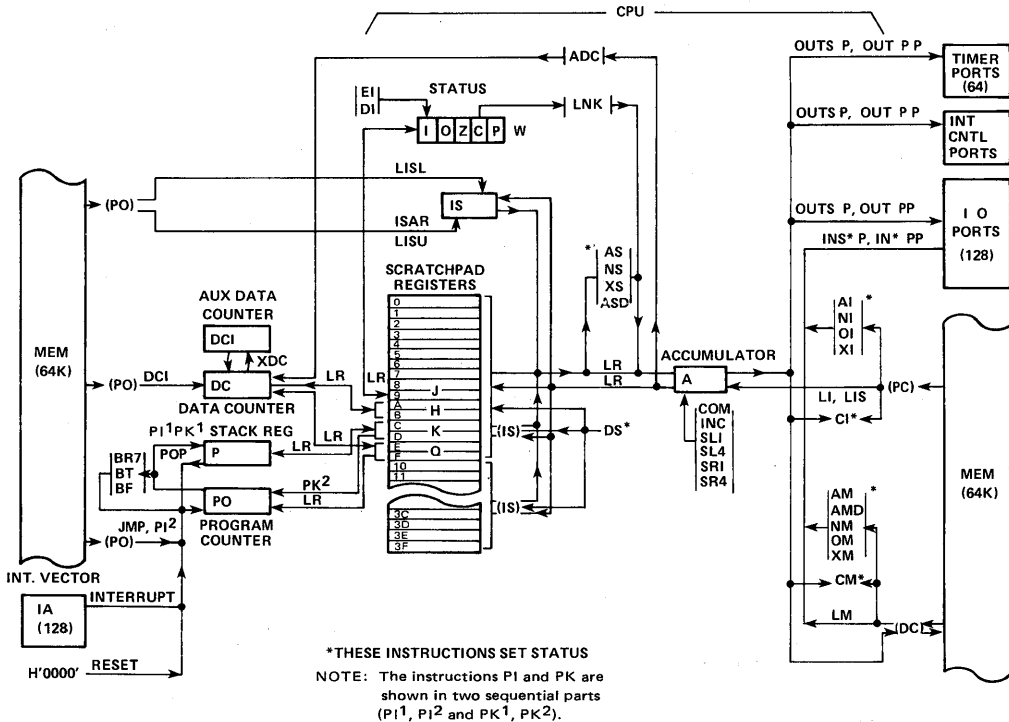 CPU
OUTS P, OUT P P
TIMER
PORTS
(64)
ADC
EI
DI
STATUS
LNK
I O Z C P W
OUTS P, OUT P P
INT
CNTL
PORTS
LISL
(PO)
IS
ISAR
LISU
OUTS P, OUT PP
I O
PORTS
(128)
INS* P, IN* PP
*
AS
NS
XS
ASD
SCRATCHPAD
REGISTERS
AUX DATA
COUNTER
DCI
XDC
MEM
(64K)
(PO) DCI
DC
DATA COUNTER
LR
LR
0
1
2
3
4
5
6
7
8
9
A
B
C
D
E
F
10
11
3C
3D
3E
3F
J
H
K
Q
(IS)
(IS)
DS*
LR
LR
ACCUMULATOR
A
COM
INC
SL1
SL4
SR1
SR4
AI
NI
OI
XI
*
(PC)
LI, LIS
CI*
MEM
(64K)
AM
AMD
NM
OM
XM
*
CM*
LM
(DC)
PI¹PK¹ STACK REG
POP
P
LR
LR
BR7
BT
BF
PK²
LR
PO
PROGRAM
COUNTER
JMP, PI²
(PO)
INT. VECTOR
IA
(128)
INTERRUPT
H'0000'
RESET
*THESE INSTRUCTIONS SET STATUS
NOTE: The instructions PI and PK are
shown in two sequential parts
(PI¹, PI² and PK¹, PK²).